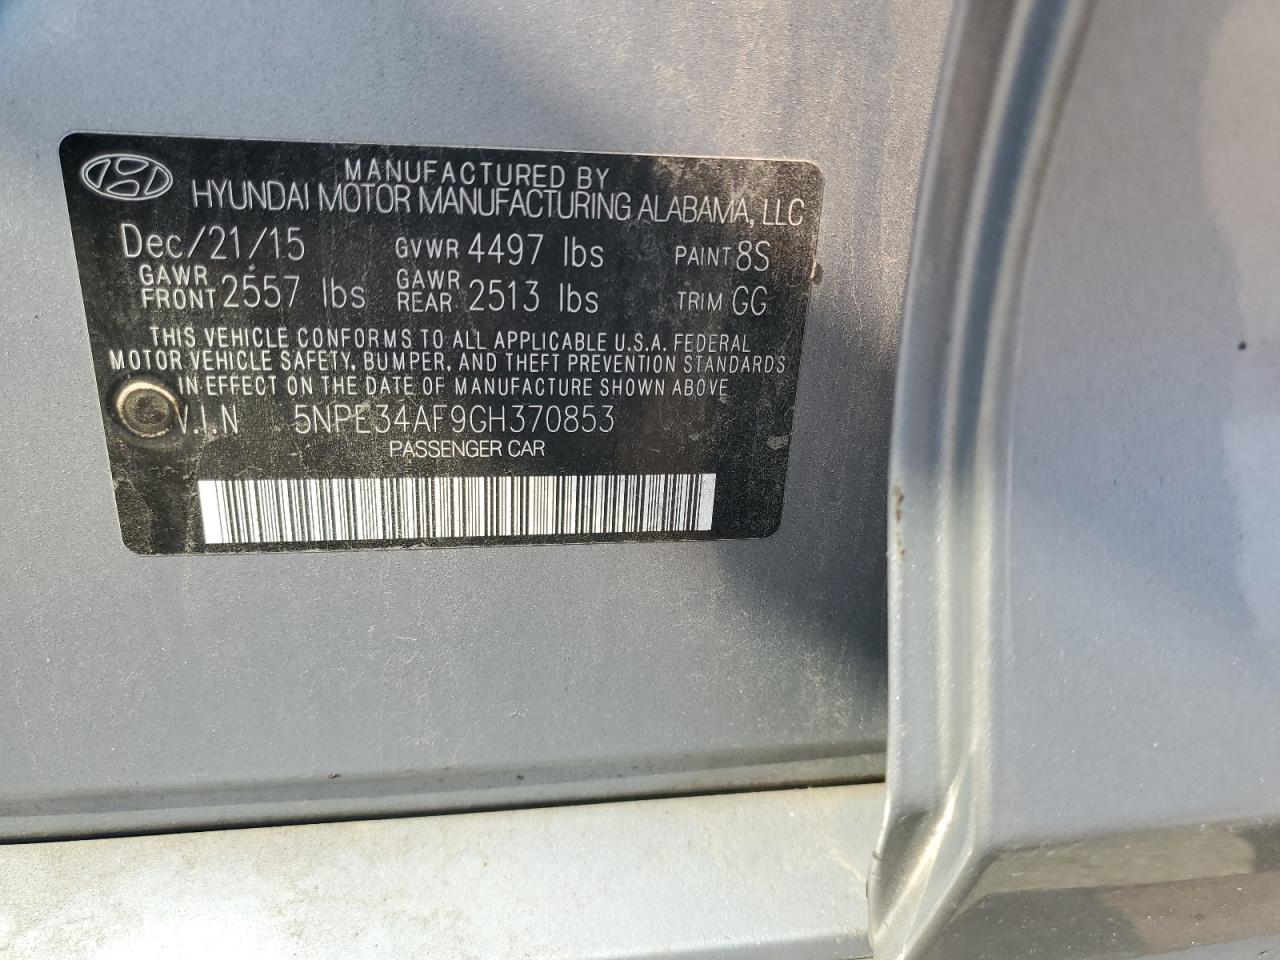 MANUFACTURED BY
HYUNDAI MOTOR MANUFACTURING ALABAMA, LLC
Dec/21/15 GVWR 4497 lbs PAINT 8S
GAWR FRONT 2557 lbs GAWR REAR 2513 lbs TRIM GG
THIS VEHICLE CONFORMS TO ALL APPLICABLE U.S.A. FEDERAL
MOTOR VEHICLE SAFETY, BUMPER, AND THEFT PREVENTION STANDARDS
IN EFFECT ON THE DATE OF MANUFACTURE SHOWN ABOVE
V.I.N 5NPE34AF9GH370853
PASSENGER CAR